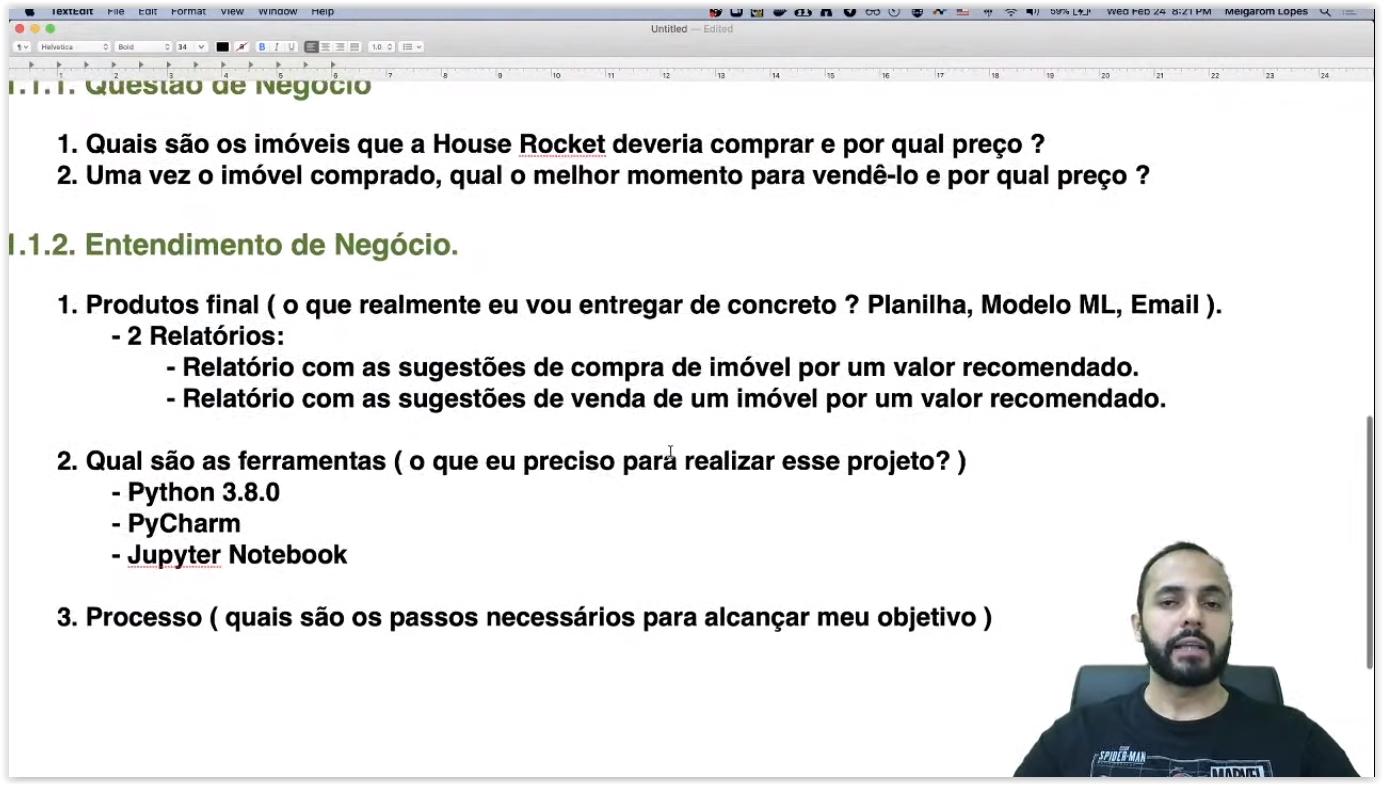 TextEdit File Edit Format View Window Help 59% Wed Feb 24 8:21 PM Meigarom Lopes
Untitled — Edited
Helvetica Bold 34 B I U 1.0
1 2 3 4 5 6 7 8 9 10 11 12 13 14 15 16 17 18 19 20 21 22 23 24
1.1.1. Questão de Negócio
1. Quais são os imóveis que a House Rocket deveria comprar e por qual preço ?
2. Uma vez o imóvel comprado, qual o melhor momento para vendê-lo e por qual preço ?
1.1.2. Entendimento de Negócio.
1. Produtos final ( o que realmente eu vou entregar de concreto ? Planilha, Modelo ML, Email ).
- 2 Relatórios:
- Relatório com as sugestões de compra de imóvel por um valor recomendado.
- Relatório com as sugestões de venda de um imóvel por um valor recomendado.
2. Qual são as ferramentas ( o que eu preciso para realizar esse projeto? )
- Python 3.8.0
- PyCharm
- Jupyter Notebook
3. Processo ( quais são os passos necessários para alcançar meu objetivo )
SPIDER-MAN
MARVEL